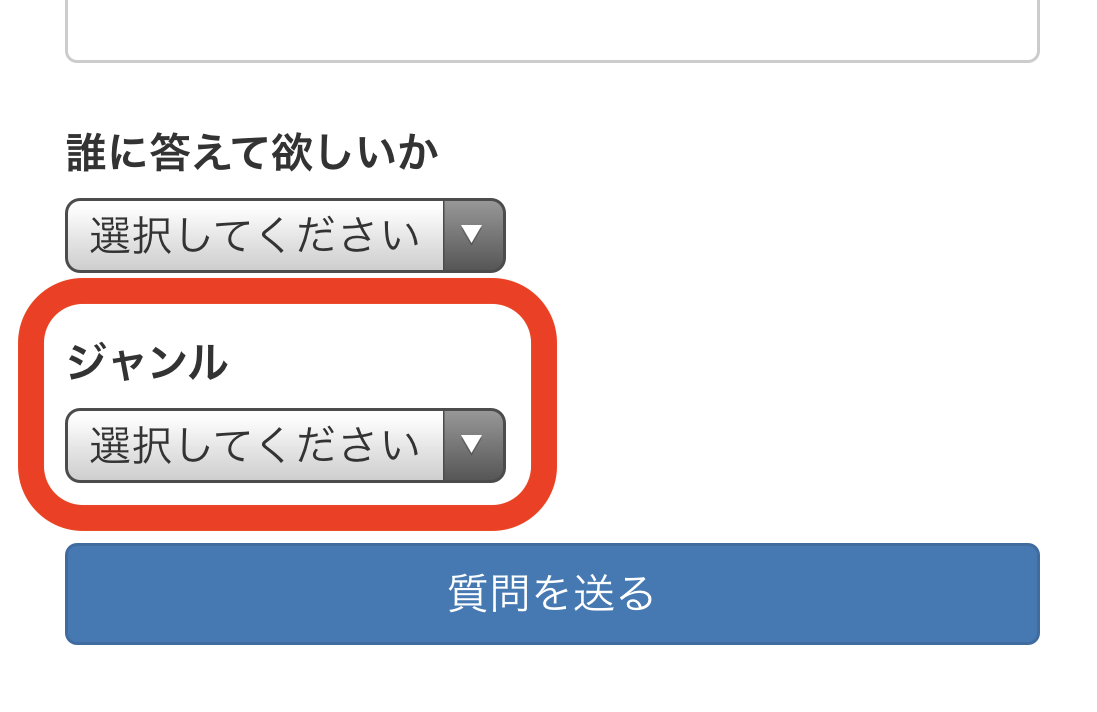 誰に答えて欲しいか
選択してください
ジャンル
選択してください
質問を送る